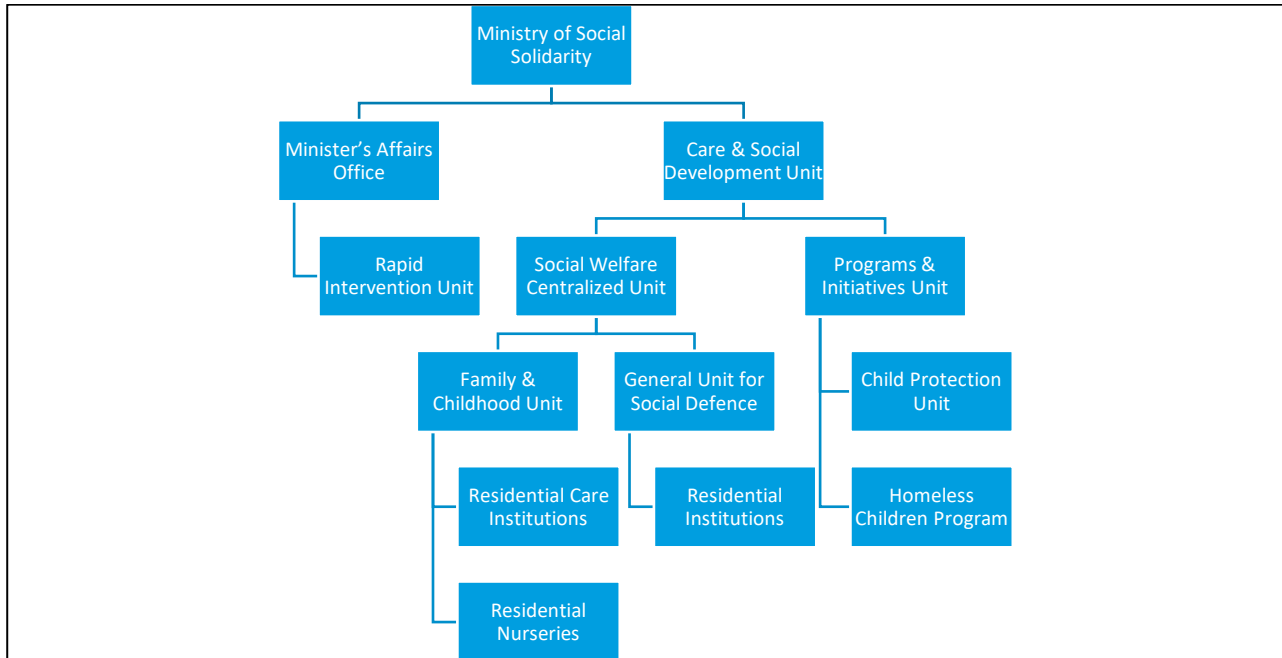 Ministry of Social
Solidarity
Minister’s Affairs
Office
Care & Social
Development Unit
Rapid
Intervention Unit
Social Welfare
Centralized Unit
Programs &
Initiatives Unit
Family &
Childhood Unit
General Unit for
Social Defence
Child Protection
Unit
Residential Care
Institutions
Residential
Institutions
Homeless
Children Program
Residential
Nurseries